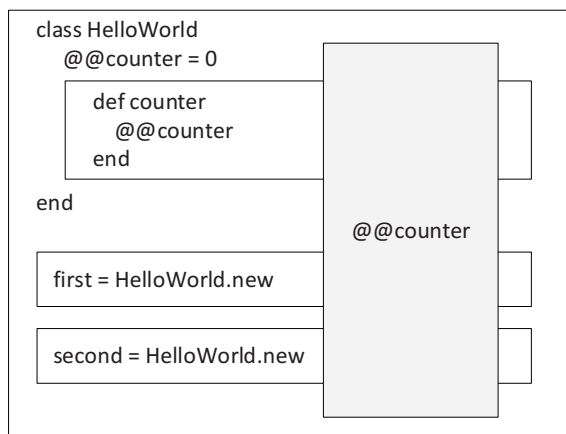 class HelloWorld
@@counter = 0
def counter
@@counter
end
end
@@counter
first = HelloWorld.new
second = HelloWorld.new